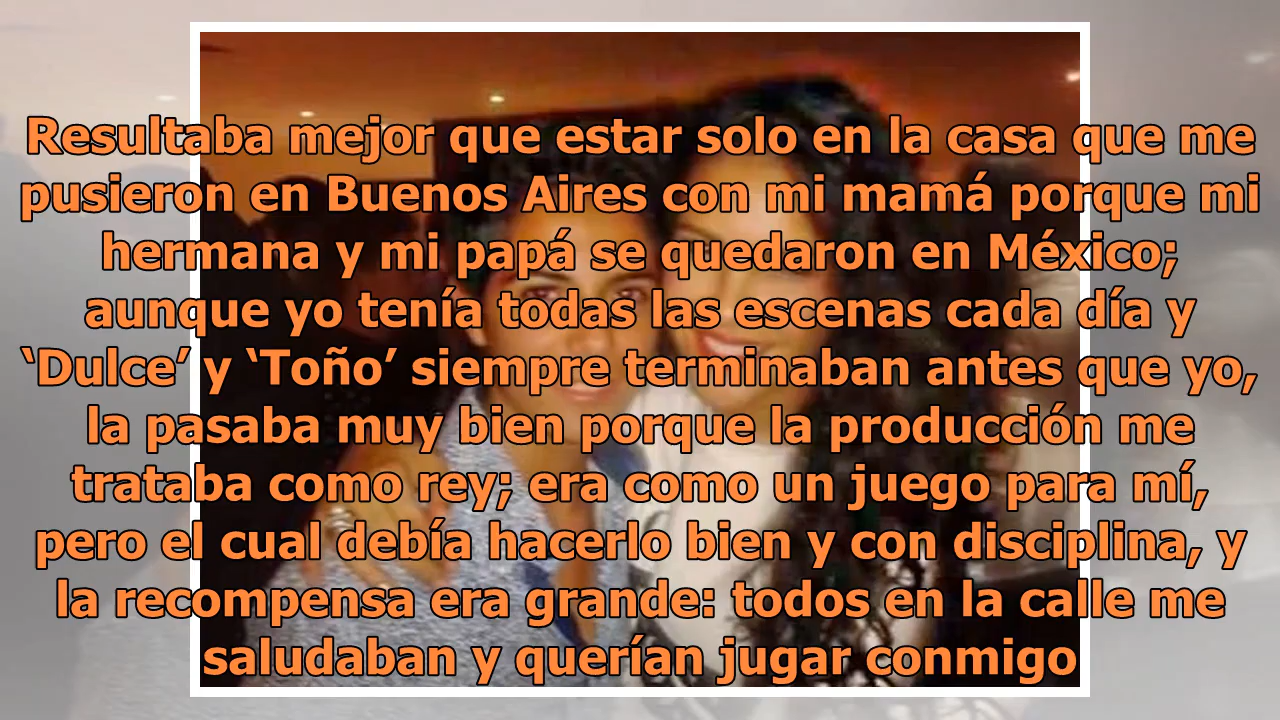 Resultaba mejor que estar solo en la casa que me
pusieron en Buenos Aires con mi mamá porque mi
hermana y mi papá se quedaron en México;
aunque yo tenía todas las escenas cada día y
‘Dulce’ y ‘Toño’ siempre terminaban antes que yo,
la pasaba muy bien porque la producción me
trataba como rey; era como un juego para mí,
pero el cual debía hacerlo bien y con disciplina, y
la recompensa era grande: todos en la calle me
saludaban y querían jugar conmigo